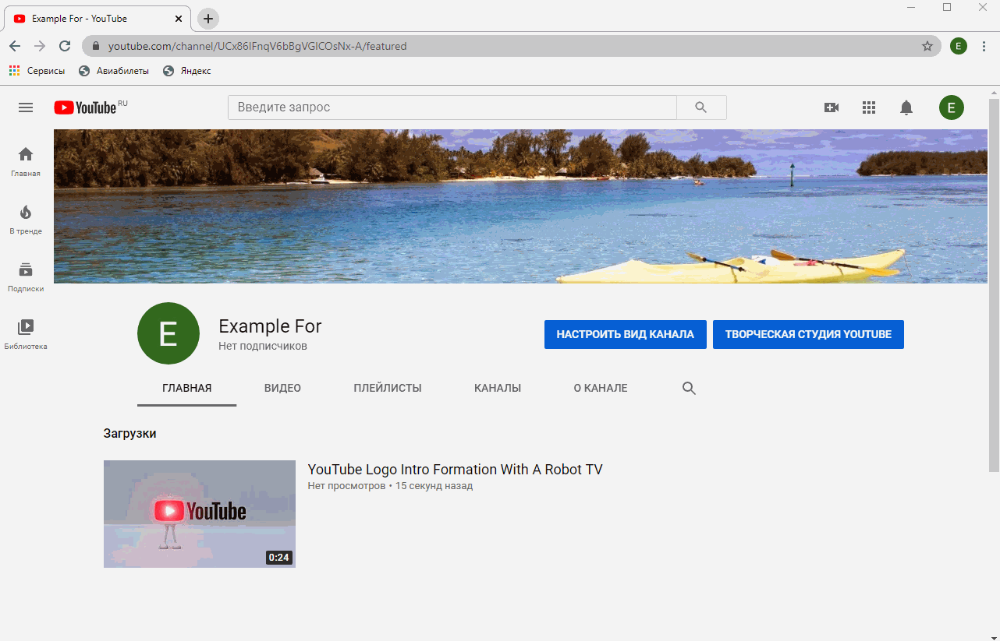 Example For - YouTube
youtube.com/channel/UCx86lFnqV6bBgVGlCOsNx-A/featured
E
Сервисы Авиабилеты Яндекс
YouTube RU
Введите запрос
E
Главная
В тренде
Подписки
Библиотека
E
Example For
Нет подписчиков
НАСТРОИТЬ ВИД КАНАЛА
ТВОРЧЕСКАЯ СТУДИЯ YOUTUBE
ГЛАВНАЯ ВИДЕО ПЛЕЙЛИСТЫ КАНАЛЫ О КАНАЛЕ
Загрузки
YouTube
0:24
YouTube Logo Intro Formation With A Robot TV
Нет просмотров • 15 секунд назад